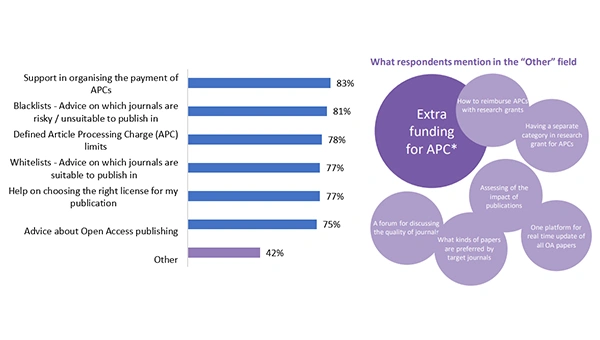 Support in organising the payment of
APCs
83%
Blacklists - Advice on which journals are
risky / unsuitable to publish in
81%
Defined Article Processing Charge (APC)
limits
78%
Whitelists - Advice on which journals are
suitable to publish in
77%
Help on choosing the right license for my
publication
77%
Advice about Open Access publishing
75%
Other
42%
What respondents mention in the “Other” field
Extra
funding
for APC*
How to reimburse APCs
with research grants
Having a separate
category in research
grant for APCs
Assessing of the
impact of
publications
A forum for discussing
the quality of journals
What kinds of papers
are preferred by
target journals
One platform for
real time update of
all OA papers